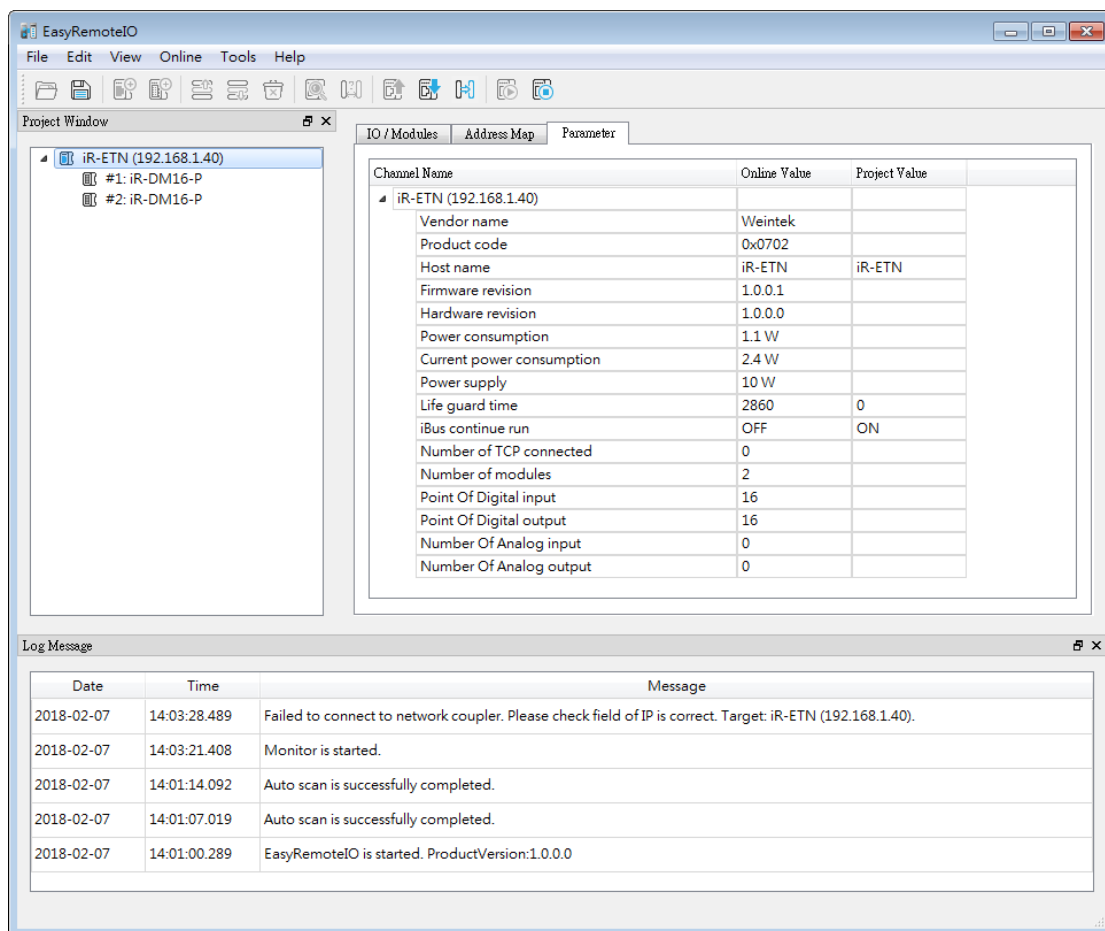 EasyRemoteIO
File Edit View Online Tools Help
Project Window
iR-ETN (192.168.1.40)
#1: iR-DM16-P
#2: iR-DM16-P
IO / Modules Address Map Parameter
Channel Name Online Value Project Value
iR-ETN (192.168.1.40)
Vendor name Weintek
Product code 0x0702
Host name iR-ETN iR-ETN
Firmware revision 1.0.0.1
Hardware revision 1.0.0.0
Power consumption 1.1 W
Current power consumption 2.4 W
Power supply 10 W
Life guard time 2860 0
iBus continue run OFF ON
Number of TCP connected 0
Number of modules 2
Point Of Digital input 16
Point Of Digital output 16
Number Of Analog input 0
Number Of Analog output 0
Log Message
Date Time Message
2018-02-07 14:03:28.489 Failed to connect to network coupler. Please check field of IP is correct. Target: iR-ETN (192.168.1.40).
2018-02-07 14:03:21.408 Monitor is started.
2018-02-07 14:01:14.092 Auto scan is successfully completed.
2018-02-07 14:01:07.019 Auto scan is successfully completed.
2018-02-07 14:01:00.289 EasyRemoteIO is started. ProductVersion:1.0.0.0